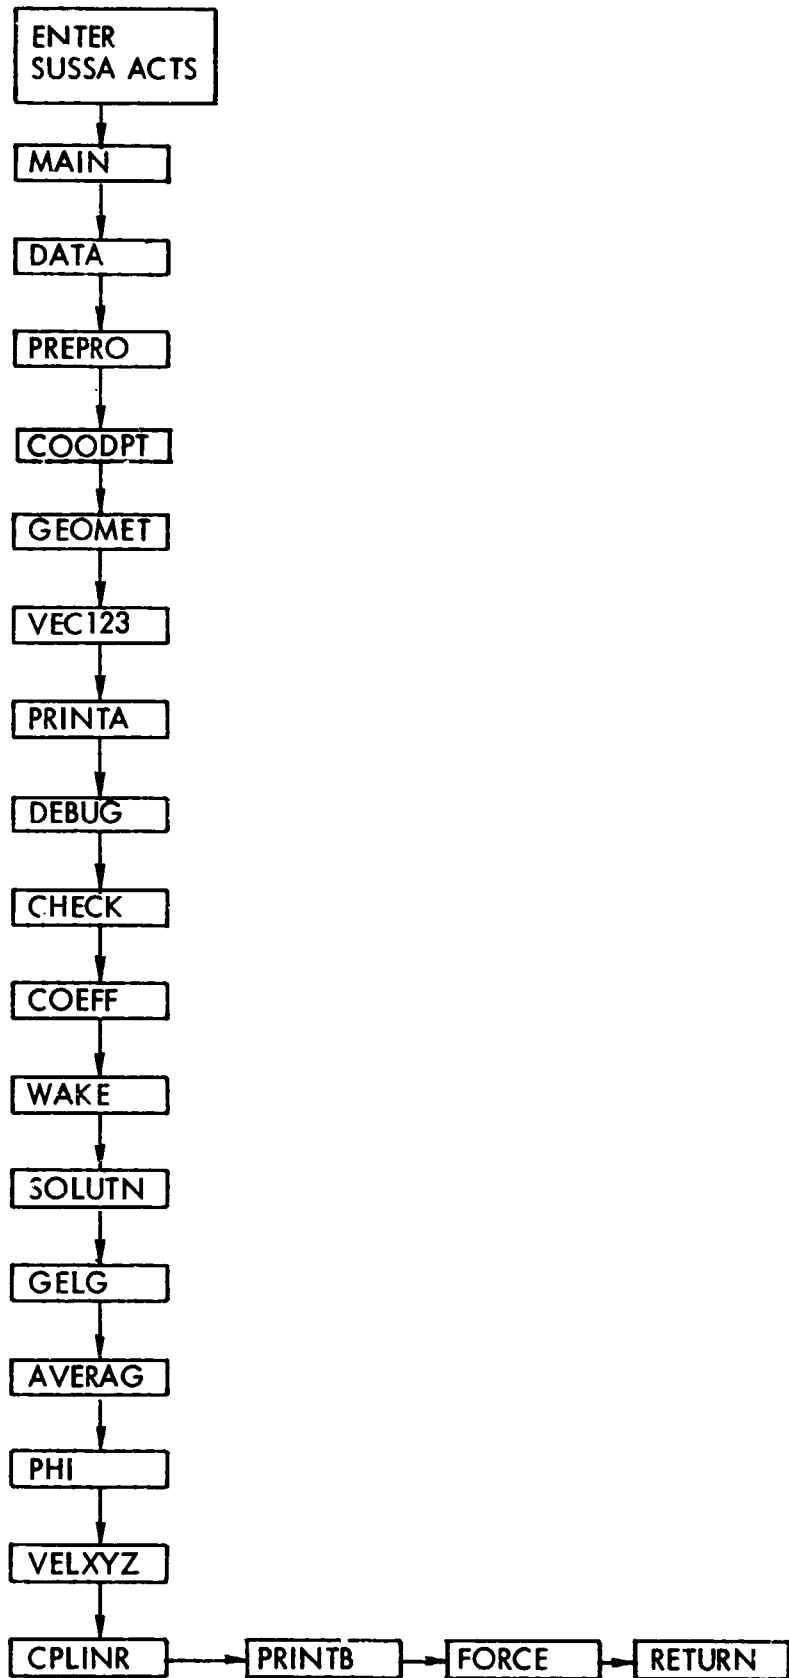 ENTER
SUSSA ACTS
MAIN
DATA
PREPRO
COODPT
GEOMET
VEC123
PRINTA
DEBUG
CHECK
COEFF
WAKE
SOLUTN
GELG
AVERAG
PHI
VELXYZ
CPLINR
PRINTB
FORCE
RETURN